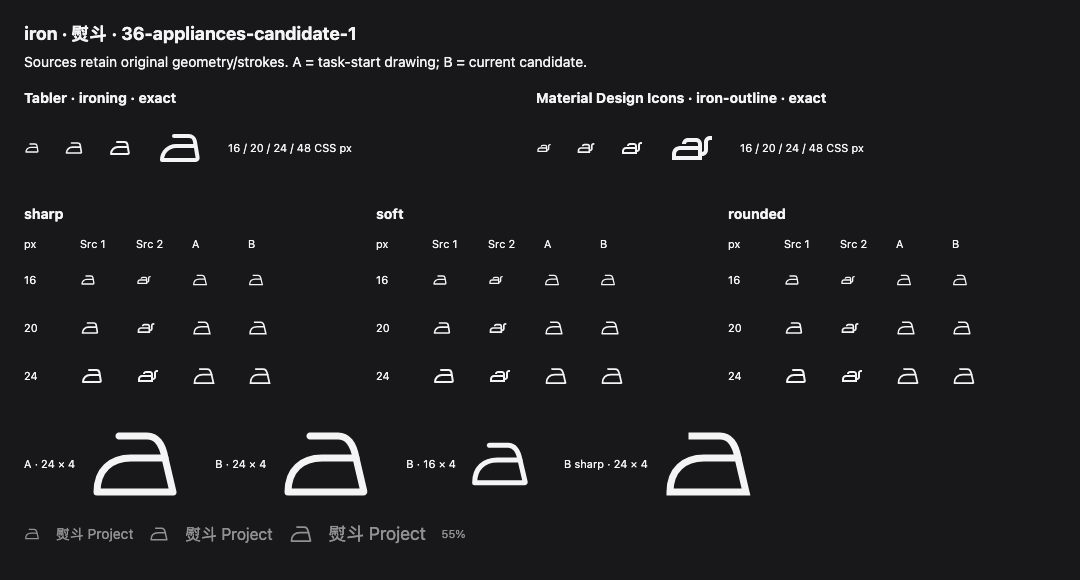 iron · 熨斗 · 36-appliances-candidate-1
Sources retain original geometry/strokes. A = task-start drawing; B = current candidate.
Tabler · ironing · exact
Material Design Icons · iron-outline · exact
16 / 20 / 24 / 48 CSS px
16 / 20 / 24 / 48 CSS px
sharp
soft
rounded
px Src 1 Src 2 A B
px Src 1 Src 2 A B
px Src 1 Src 2 A B
16
16
16
20
20
20
24
24
24
A · 24 × 4
B · 24 × 4
B · 16 × 4
B sharp · 24 × 4
熨斗 Project
熨斗 Project
熨斗 Project
55%